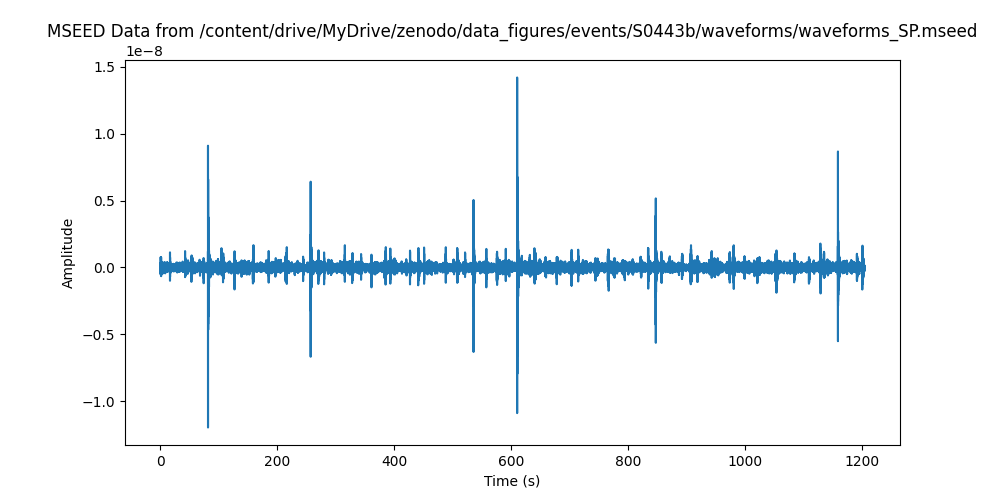 MSEED Data from /content/drive/MyDrive/zenodo/data_figures/events/S0443b/waveforms/waveforms_SP.mseed
1e−8
1.5
1.0
0.5
0.0
−0.5
−1.0
Amplitude
0 200 400 600 800 1000 1200
Time (s)